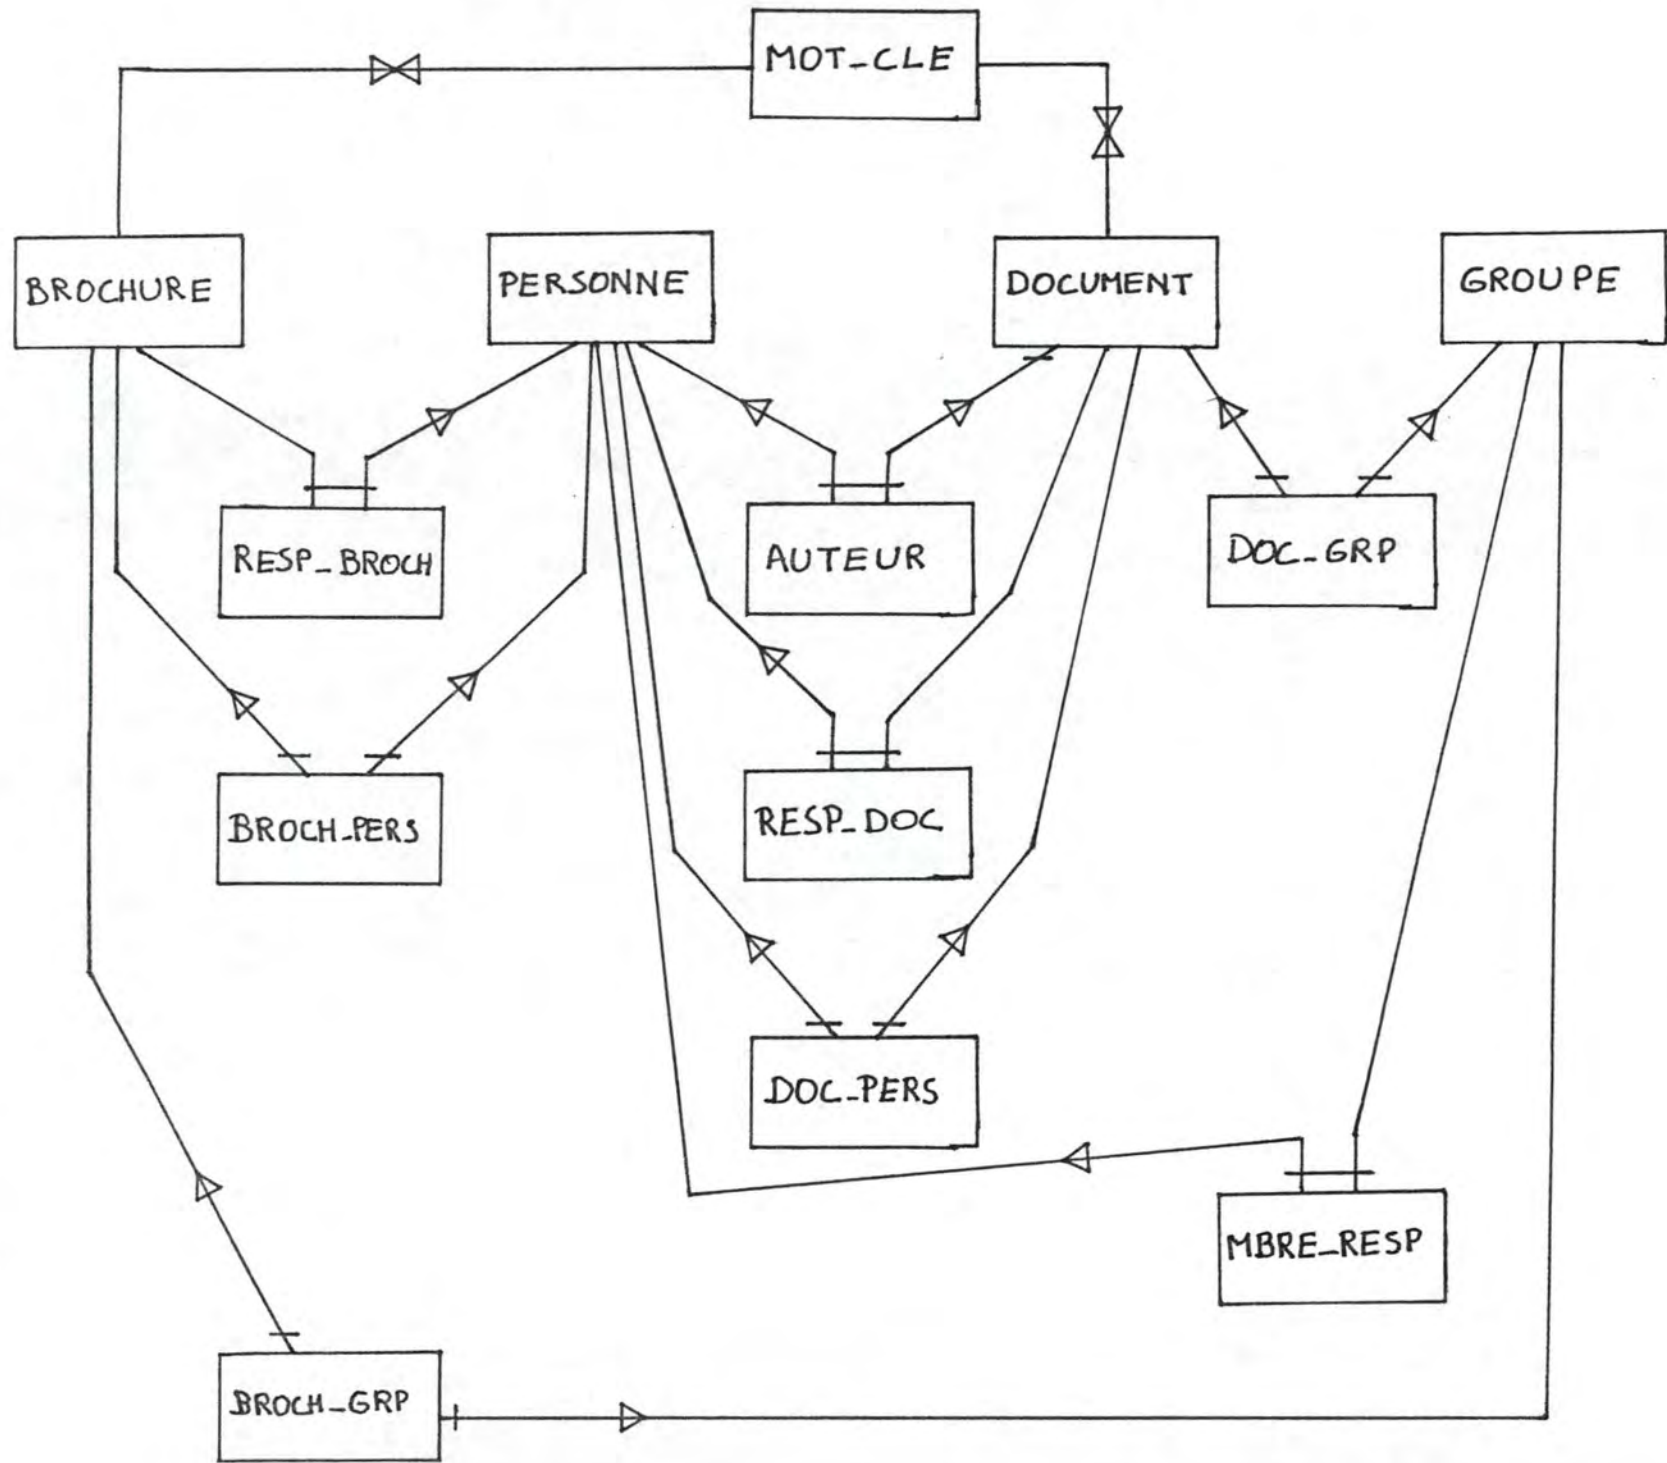 MOT_CLE
BROCHURE
PERSONNE
DOCUMENT
GROUPE
RESP_BROCH
AUTEUR
DOC_GRP
BROCH_PERS
RESP_DOC
DOC_PERS
MBRE_RESP
BROCH_GRP